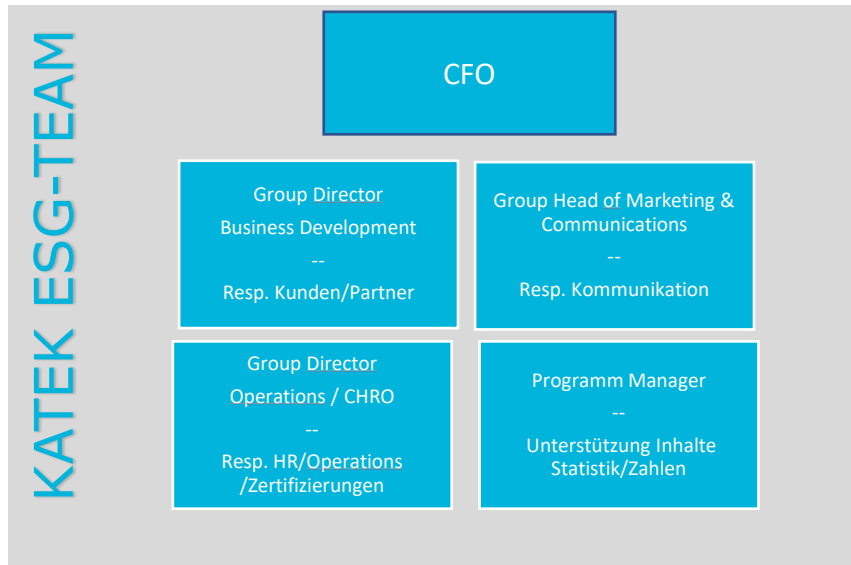 KATEK ESG-TEAM
CFO
Group Director
Business Development
--
Resp. Kunden/Partner
Group Head of Marketing &
Communications
--
Resp. Kommunikation
Group Director
Operations / CHRO
--
Resp. HR/Operations
/Zertifizierungen
Programm Manager
--
Unterstützung Inhalte
Statistik/Zahlen